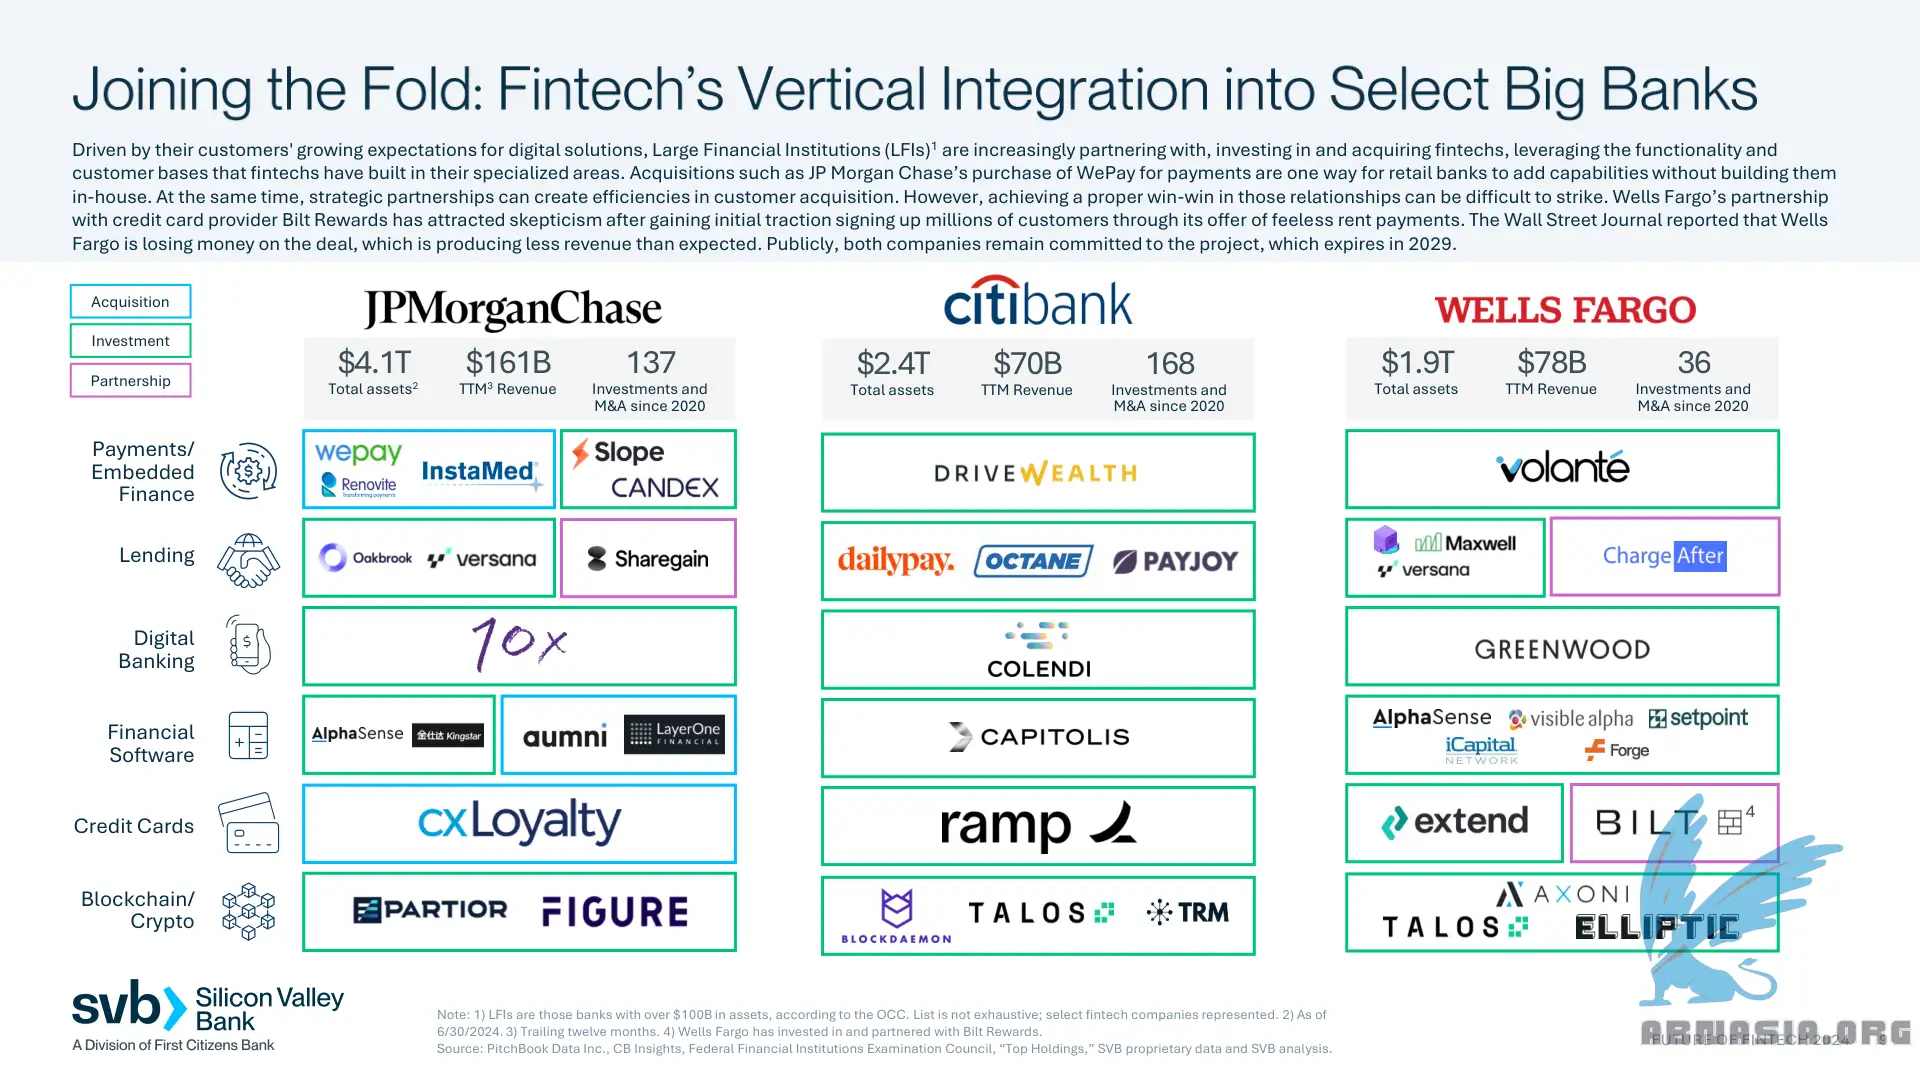 Joining the Fold: Fintech's Vertical Integration into Select Big Banks
Driven by their customers' growing expectations for digital solutions, Large Financial Institutions (LFIs)1 are increasingly partnering with, investing in and acquiring fintechs, leveraging the functionality and
customer bases that fintechs have built in their specialized areas. Acquisitions such as JP Morgan Chase's purchase of WePay for payments are one way for retail banks to add capabilities without building them
in-house. At the same time, strategic partnerships can create efficiencies in customer acquisition. However, achieving a proper win-win in those relationships can be difficult to strike. Wells Fargo's partnership
with credit card provider Bilt Rewards has attracted skepticism after gaining initial traction signing up millions of customers through its offer of feeless rent payments. The Wall Street Journal reported that Wells
Fargo is losing money on the deal, which is producing less revenue than expected. Publicly, both companies remain committed to the project, which expires in 2029.
Acquisition
Investment
Partnership
JPMorganChase
$4.1T $161B 137
Total assets2 TTM3 Revenue Investments and
M&A since 2020
citibank
$2.4T $70B 168
Total assets TTM Revenue Investments and
M&A since 2020
WELLS FARGO
$1.9T $78B 36
Total assets TTM Revenue Investments and
M&A since 2020
Payments/
Embedded
Finance
wepay
Renovite
Transforming payments
InstaMed
Slope
CANDEX
DRIVEWEALTH
volanté
Lending
Oakbrook versana
Sharegain
dailypay. OCTANE PAYJOY
Maxwell
versana
ChargeAfter
Digital
Banking
10x
COLENDI
GREENWOOD
Financial
Software
AlphaSense 金仕达 Kingstar
aumni LayerOne
FINANCIAL
CAPITOLIS
AlphaSense visible alpha setpoint
iCapital
NETWORK
Forge
Credit Cards
cxLoyalty
ramp
extend
BILT 4
Blockchain/
Crypto
PARTIOR FIGURE
BLOCKDAEMON
TALOS TRM
AXONI
TALOS ELLIPTIC
svb Silicon Valley
Bank
A Division of First Citizens Bank
Note: 1) LFIs are those banks with over $100B in assets, according to the OCC. List is not exhaustive; select fintech companies represented. 2) As of
6/30/2024. 3) Trailing twelve months. 4) Wells Fargo has invested in and partnered with Bilt Rewards.
Source: PitchBook Data Inc., CB Insights, Federal Financial Institutions Examination Council, "Top Holdings," SVB proprietary data and SVB analysis.
FUTURE OF FINTECH 2024 9
ARMASIA.ORG